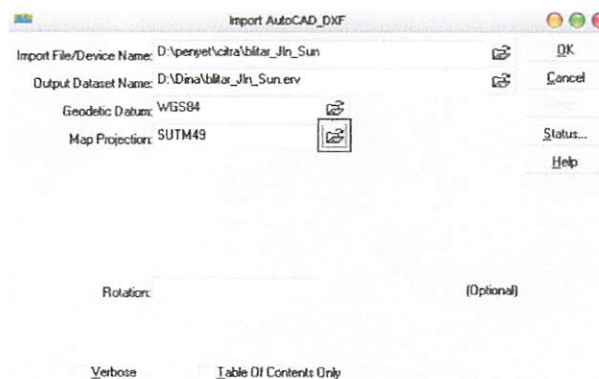 Import AutoCAD_DXF
Import File/Device Name: D:\penyet\citra\blitar_Jln_Sun
OK
Output Dataset Name: D:\Dina\blitar_Jln_Sun.erv
Cancel
Geodetic Datum: WGS84
Map Projection: SUTM49
Status...
Help
Rotation:
(Optional)
Verbose
Table Of Contents Only